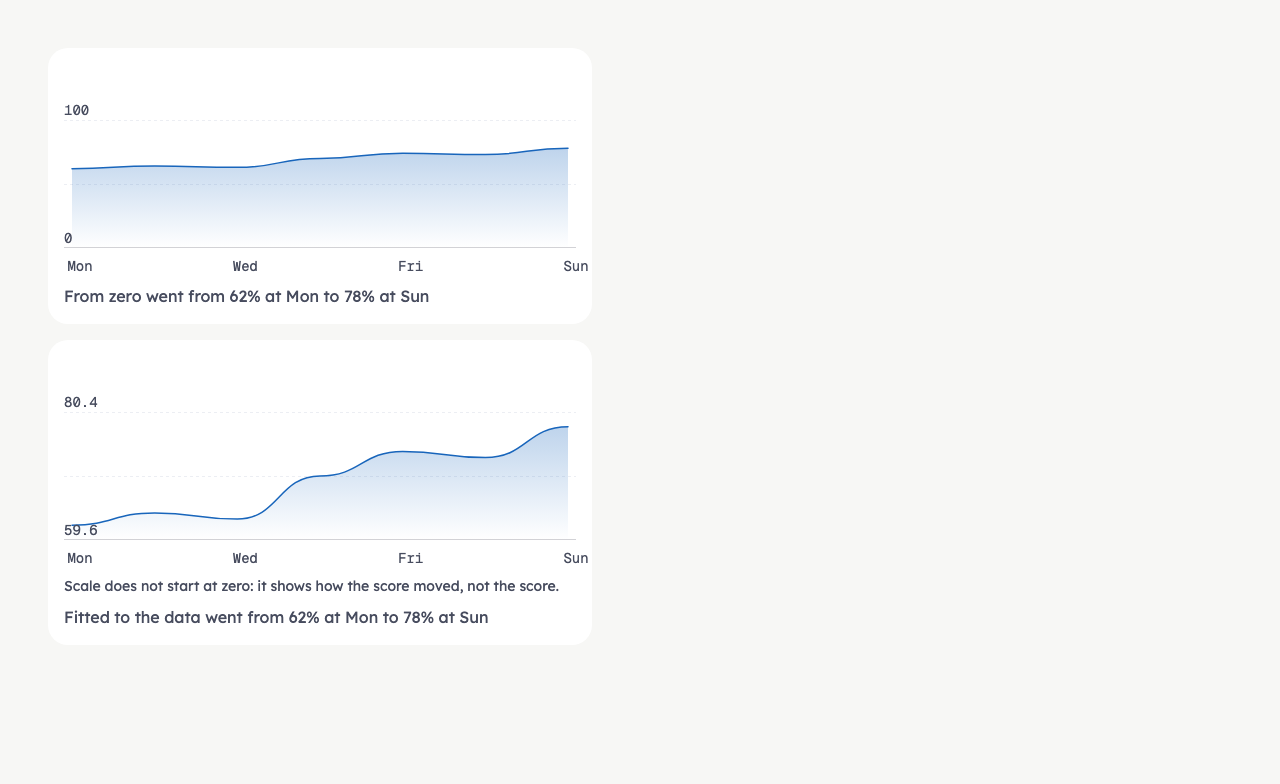 100
0
Mon Wed Fri Sun
From zero went from 62% at Mon to 78% at Sun
80.4
59.6
Mon Wed Fri Sun
Scale does not start at zero: it shows how the score moved, not the score.
Fitted to the data went from 62% at Mon to 78% at Sun